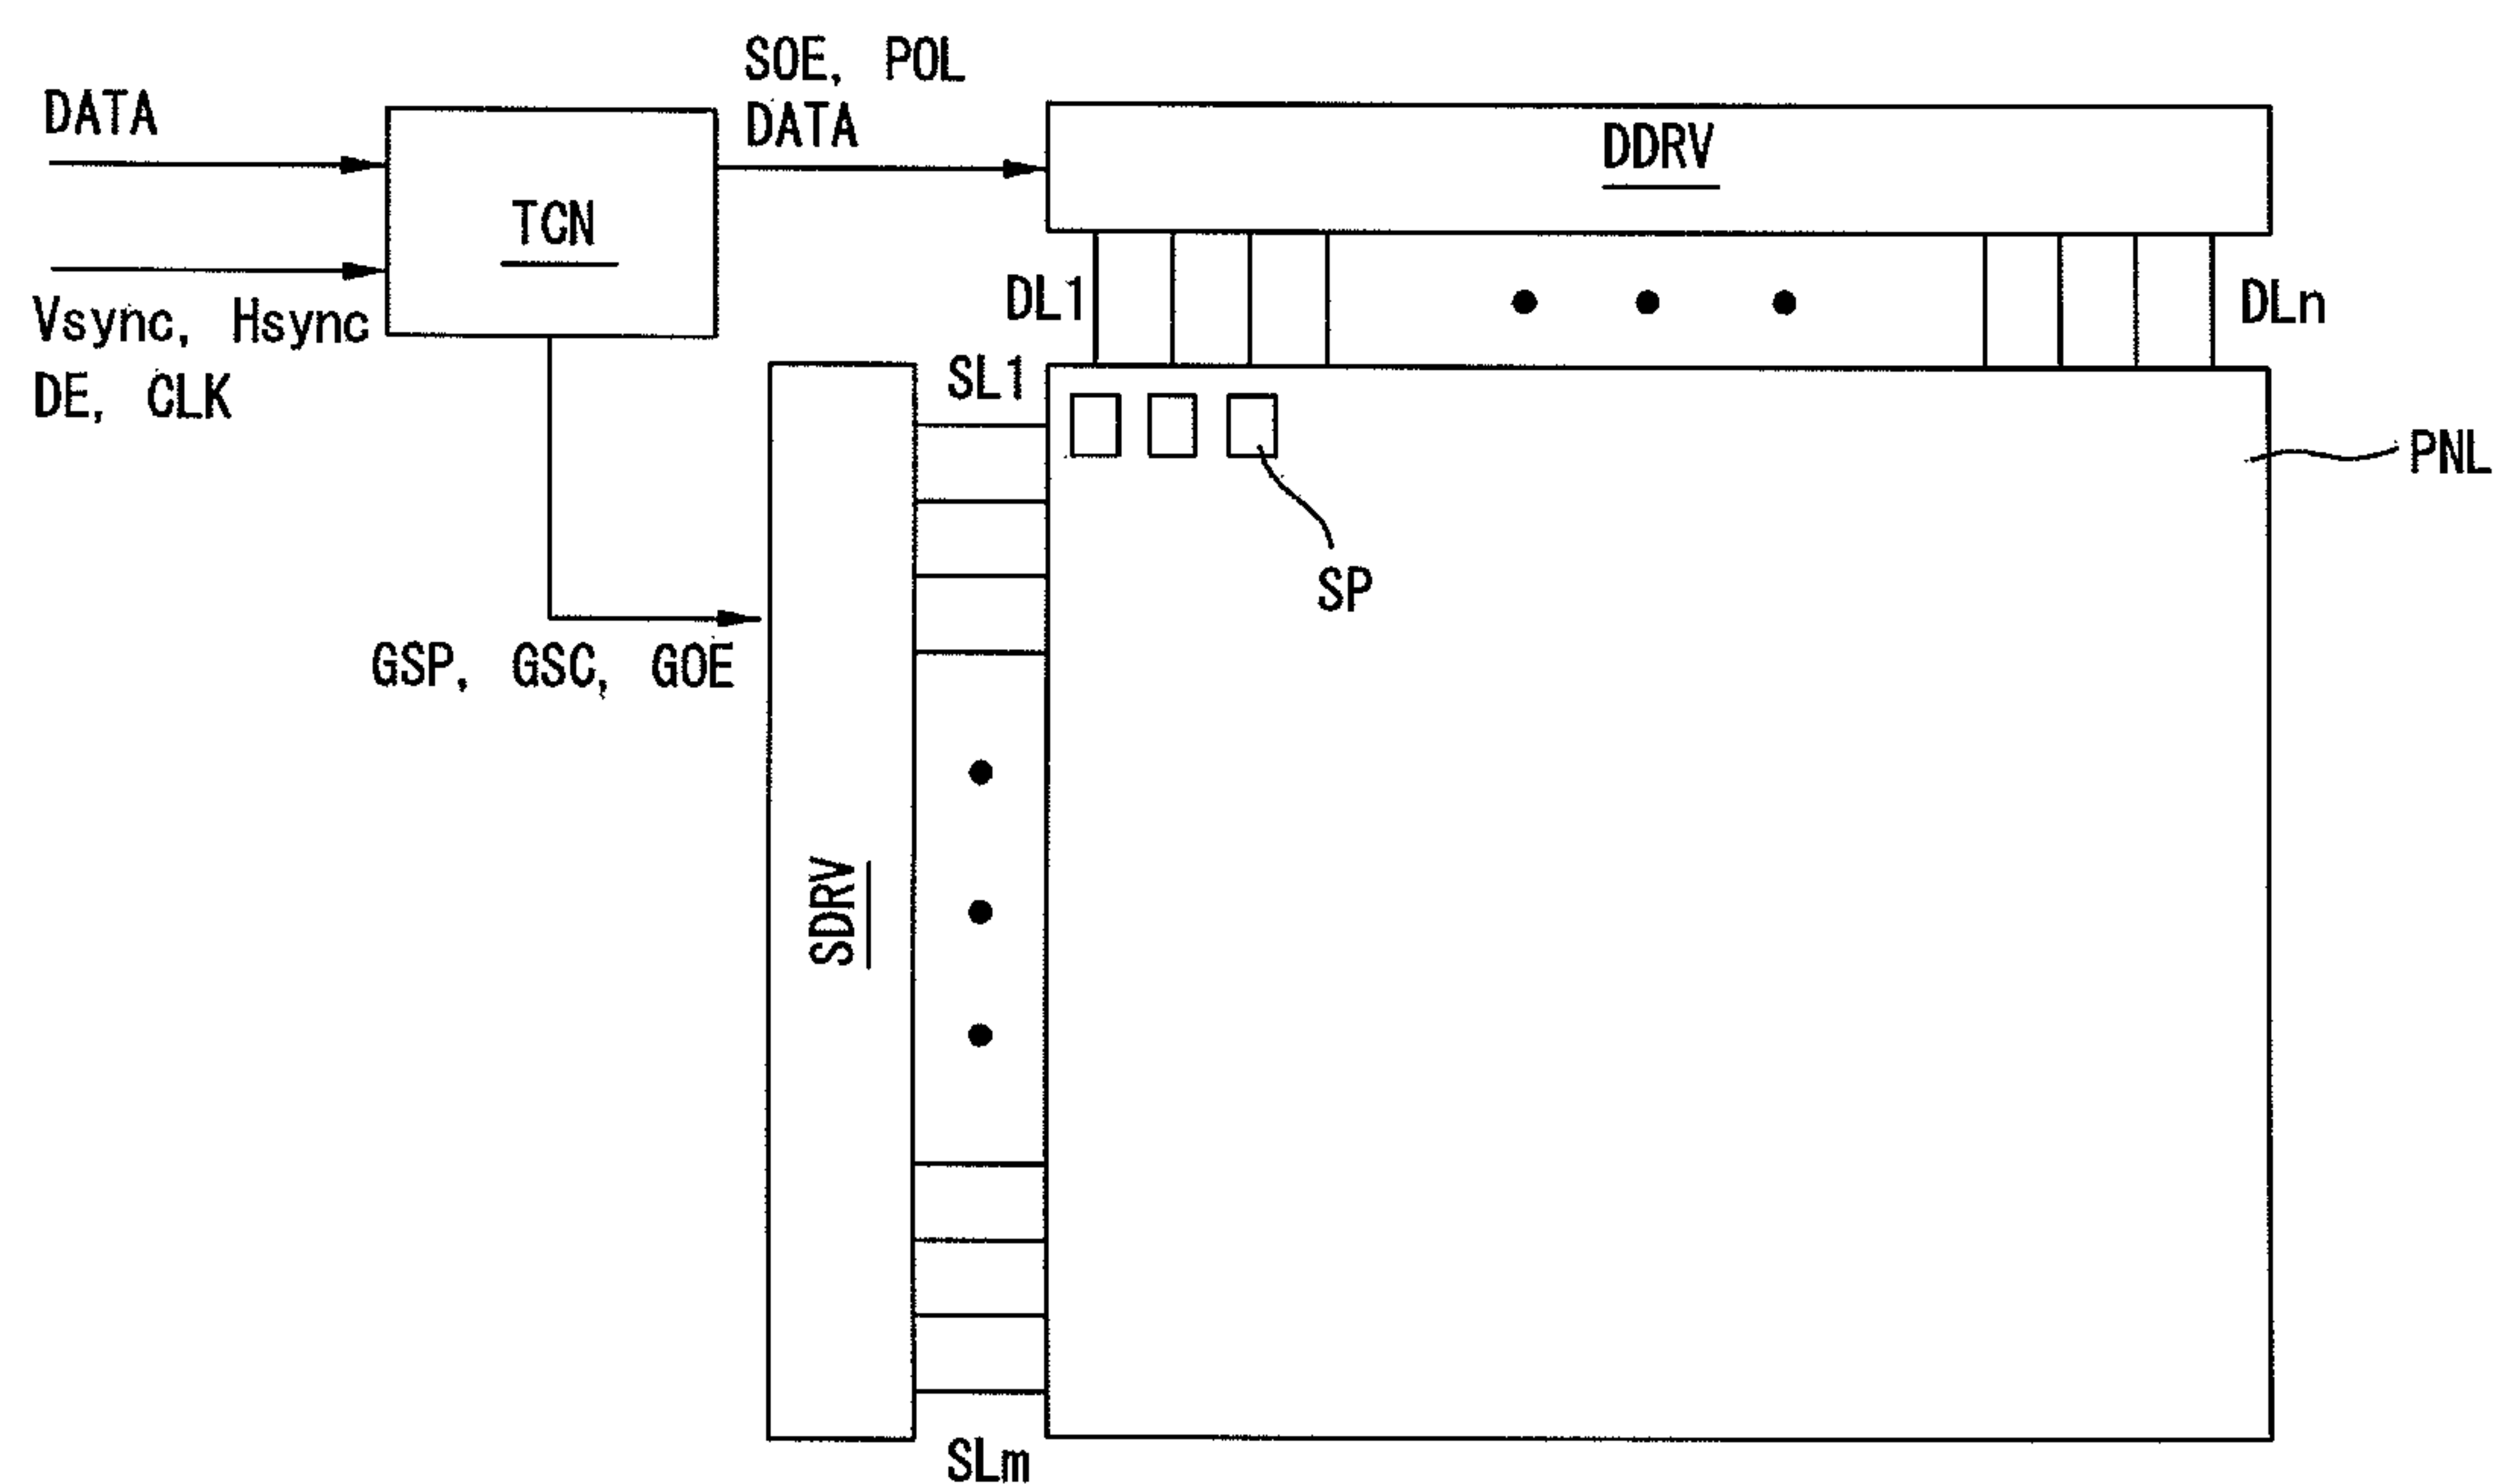 SOE, POL
DATA
DATA
DDRV
TCN
Vsync, Hsync
DE, CLK
DL1
DLn
SL1
PNL
SP
GSP, GSC, GOE
SDRV
SLm